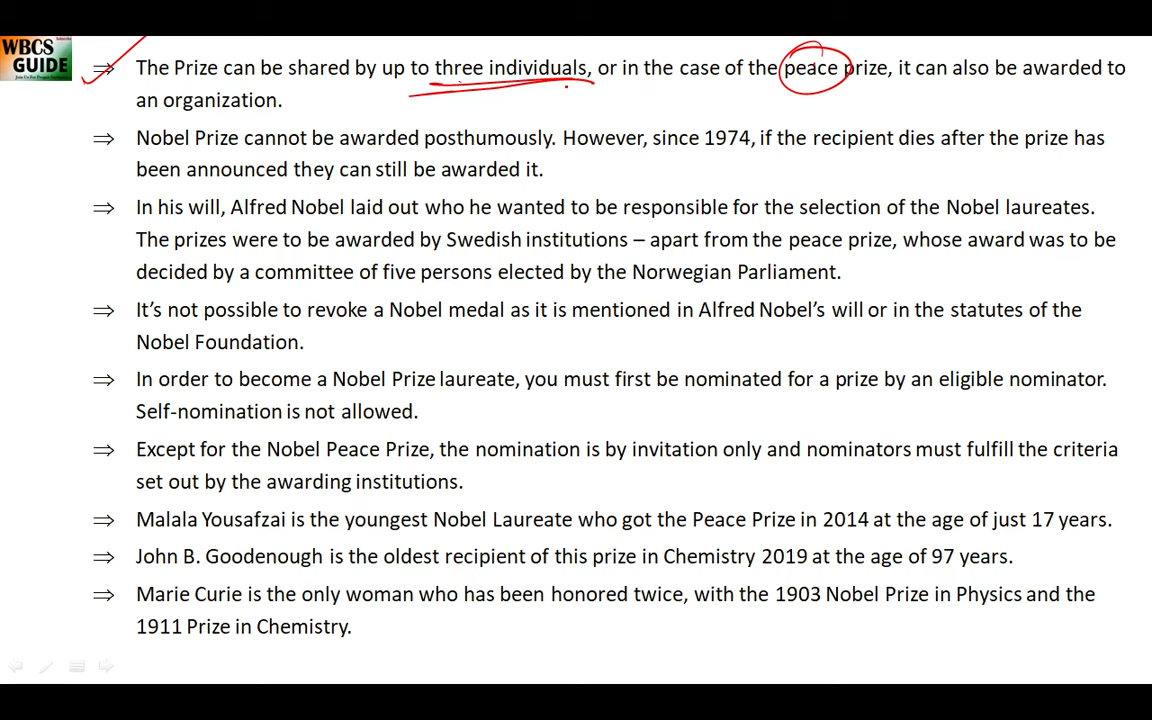 WBCS
GUIDE
⇒ The Prize can be shared by up to three individuals, or in the case of the peace prize, it can also be awarded to
an organization.
⇒ Nobel Prize cannot be awarded posthumously. However, since 1974, if the recipient dies after the prize has
been announced they can still be awarded it.
⇒ In his will, Alfred Nobel laid out who he wanted to be responsible for the selection of the Nobel laureates.
The prizes were to be awarded by Swedish institutions – apart from the peace prize, whose award was to be
decided by a committee of five persons elected by the Norwegian Parliament.
⇒ It’s not possible to revoke a Nobel medal as it is mentioned in Alfred Nobel’s will or in the statutes of the
Nobel Foundation.
⇒ In order to become a Nobel Prize laureate, you must first be nominated for a prize by an eligible nominator.
Self-nomination is not allowed.
⇒ Except for the Nobel Peace Prize, the nomination is by invitation only and nominators must fulfill the criteria
set out by the awarding institutions.
⇒ Malala Yousafzai is the youngest Nobel Laureate who got the Peace Prize in 2014 at the age of just 17 years.
⇒ John B. Goodenough is the oldest recipient of this prize in Chemistry 2019 at the age of 97 years.
⇒ Marie Curie is the only woman who has been honored twice, with the 1903 Nobel Prize in Physics and the
1911 Prize in Chemistry.